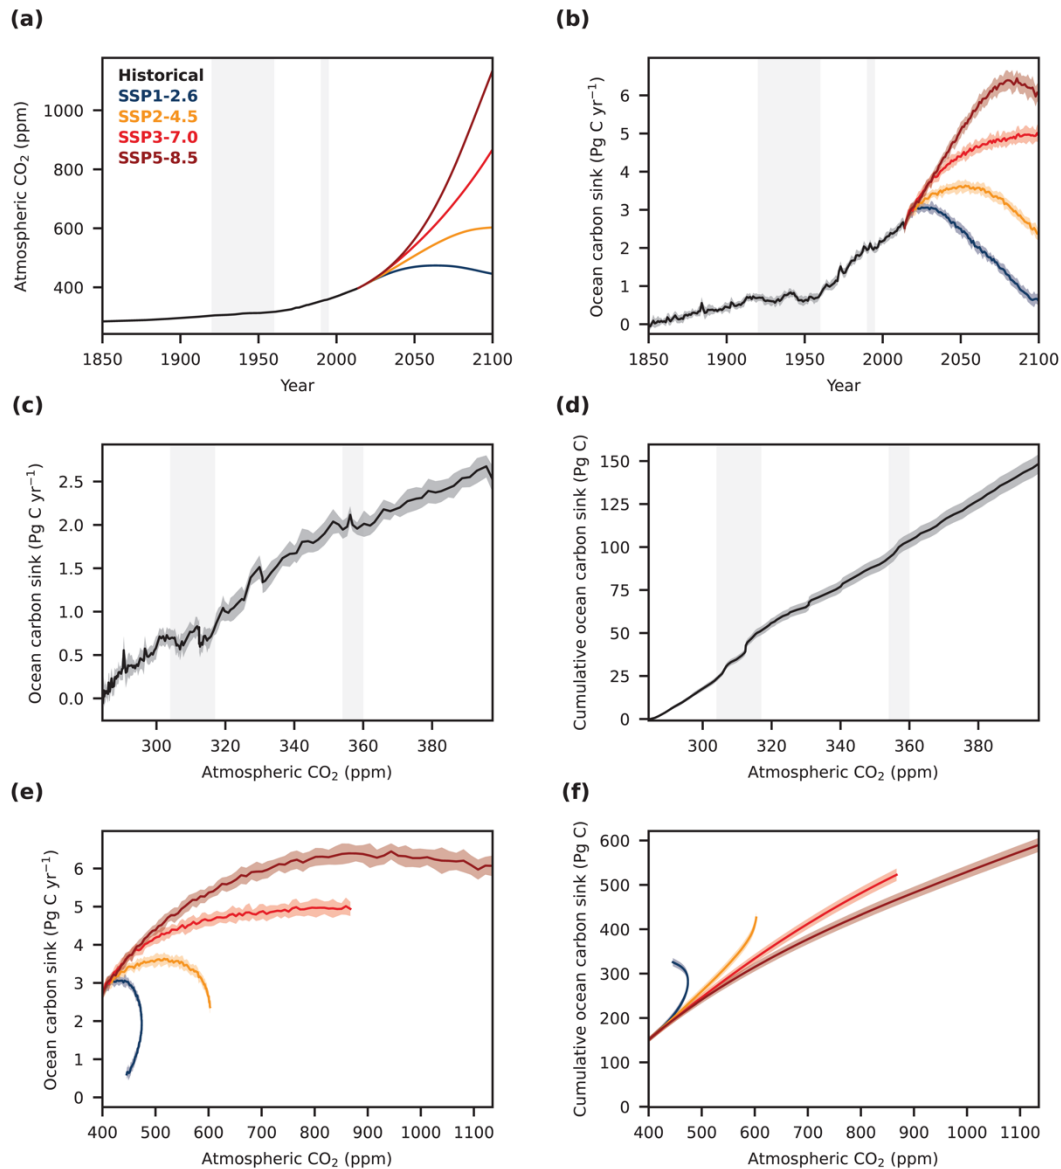 (a)
Historical
SSP1-2.6
SSP2-4.5
SSP3-7.0
SSP5-8.5
Atmospheric CO₂ (ppm)
1000
800
600
400
1850 1900 1950 2000 2050 2100
Year
(b)
Ocean carbon sink (Pg C yr⁻¹)
6
5
4
3
2
1
0
1850 1900 1950 2000 2050 2100
Year
(c)
Ocean carbon sink (Pg C yr⁻¹)
2.5
2.0
1.5
1.0
0.5
0.0
300 320 340 360 380
Atmospheric CO₂ (ppm)
(d)
Cumulative ocean carbon sink (Pg C)
150
125
100
75
50
25
0
300 320 340 360 380
Atmospheric CO₂ (ppm)
(e)
Ocean carbon sink (Pg C yr⁻¹)
6
5
4
3
2
1
0
400 500 600 700 800 900 1000 1100
Atmospheric CO₂ (ppm)
(f)
Cumulative ocean carbon sink (Pg C)
600
500
400
300
200
100
0
400 500 600 700 800 900 1000 1100
Atmospheric CO₂ (ppm)